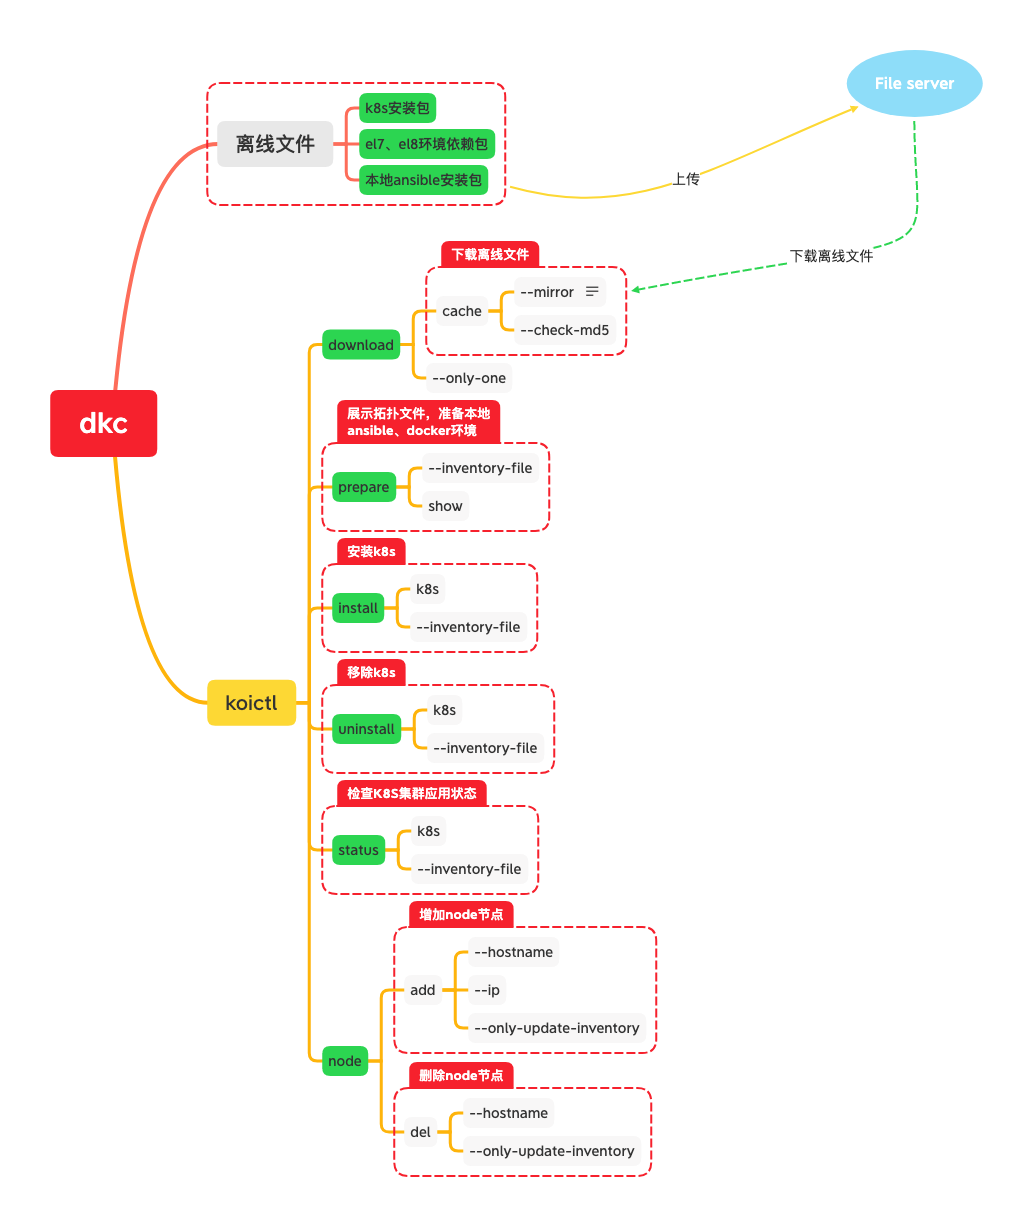 File server
k8s安装包
离线文件
el7、el8环境依赖包
本地ansible安装包
上传
下载离线文件
下载离线文件
--mirror
cache
--check-md5
download
--only-one
展示拓扑文件，准备本地
ansible、docker环境
dkc
--inventory-file
prepare
show
安装k8s
k8s
install
--inventory-file
移除k8s
koictl
k8s
uninstall
--inventory-file
检查K8S集群应用状态
k8s
status
--inventory-file
增加node节点
--hostname
add
--ip
--only-update-inventory
node
删除node节点
--hostname
del
--only-update-inventory